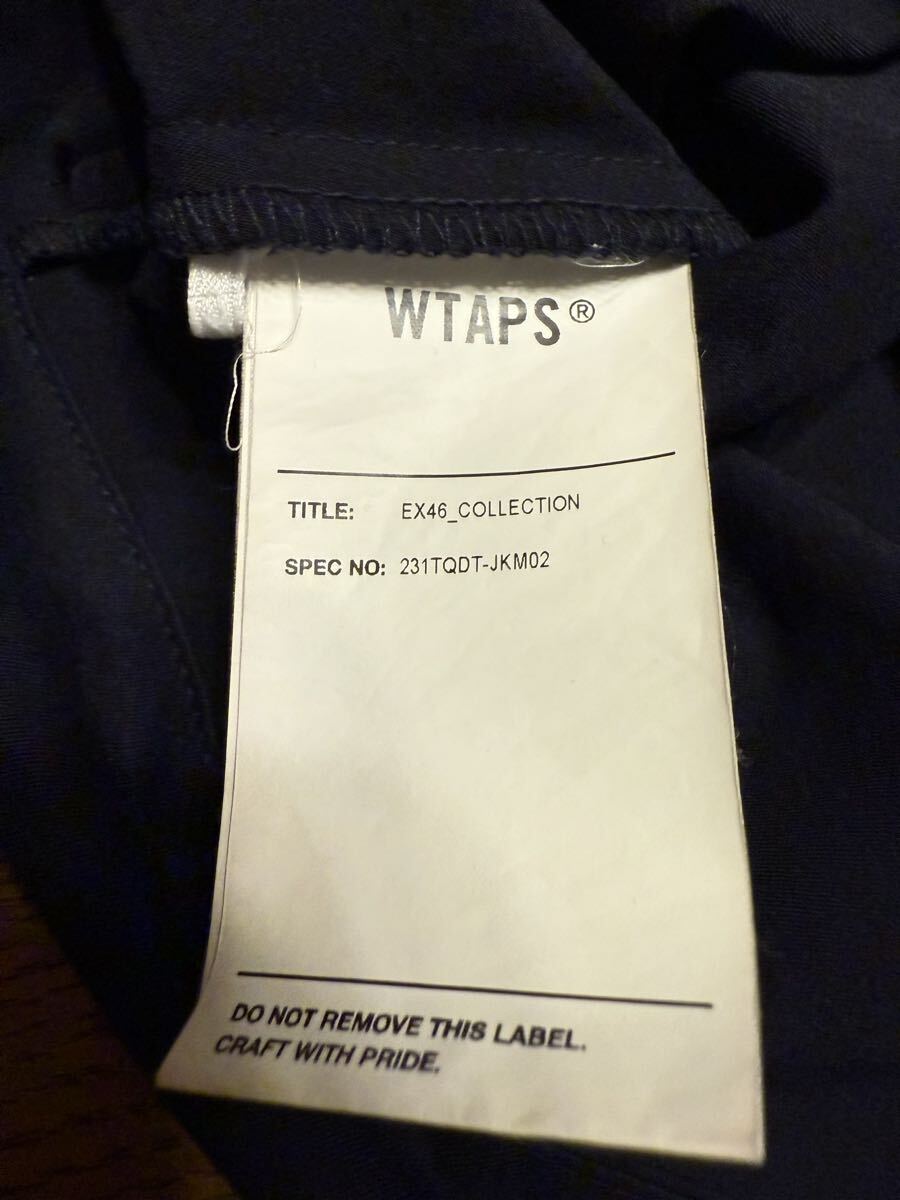 WTAPS®
TITLE: EX46_COLLECTION
SPEC NO: 231TQDT-JKM02
DO NOT REMOVE THIS LABEL.
CRAFT WITH PRIDE.